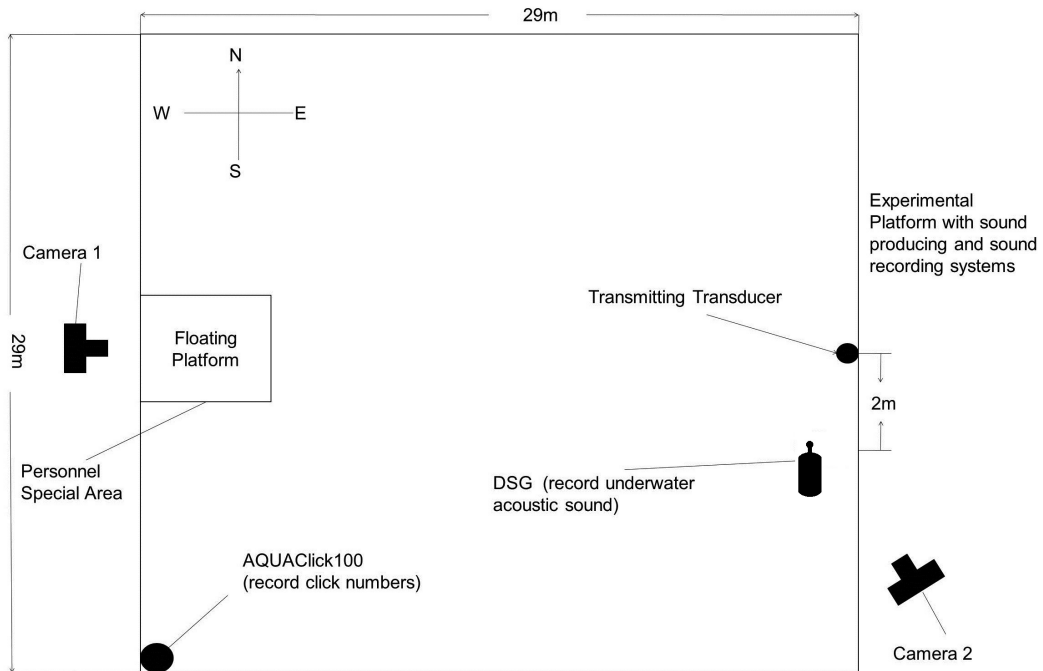 29m
N
W
E
S
Experimental
Platform with sound
producing and sound
recording systems
Camera 1
Transmitting Transducer
29m
Floating
Platform
2m
Personnel
Special Area
DSG (record underwater
acoustic sound)
AQUAClick100
(record click numbers)
Camera 2